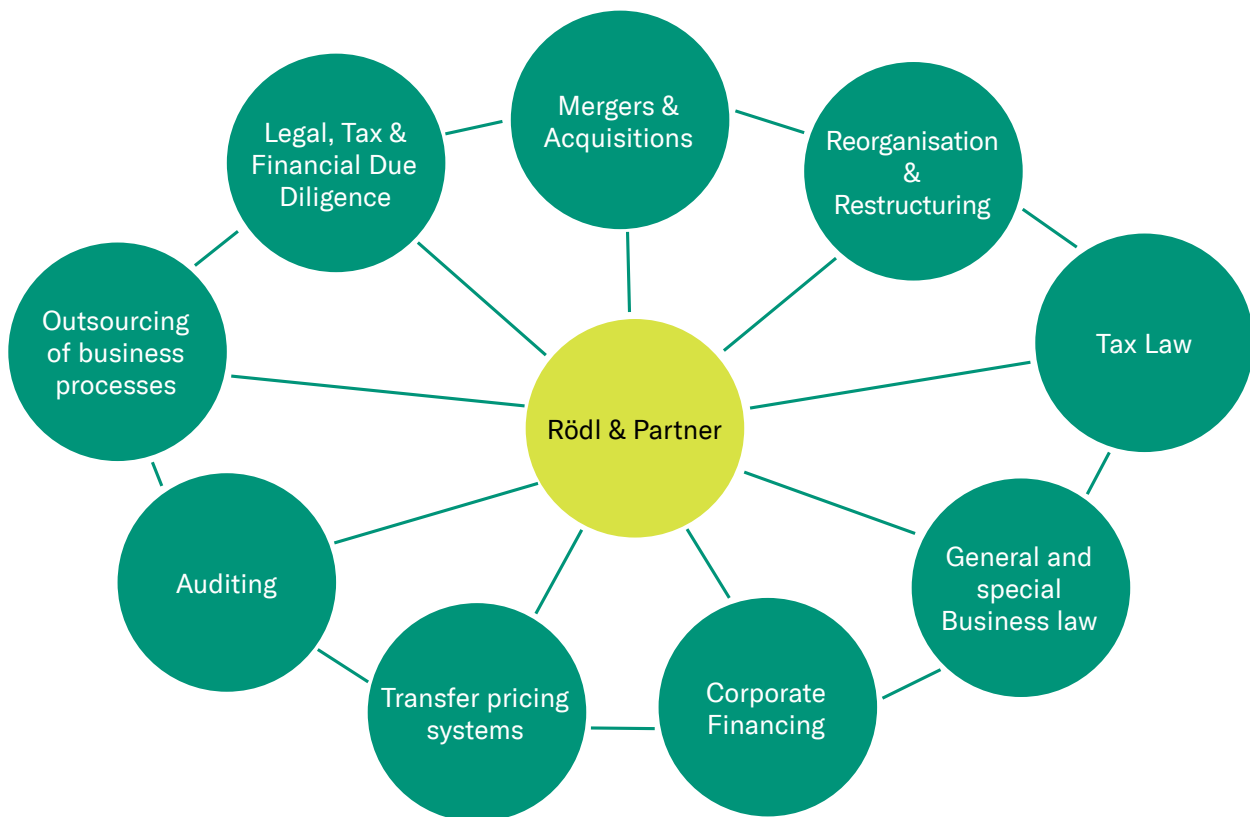 Mergers &
Acquisitions
Legal, Tax &
Financial Due
Diligence
Reorganisation
&
Restructuring
Outsourcing
of business
processes
Tax Law
Rödl & Partner
Auditing
General and
special
Business law
Transfer pricing
systems
Corporate
Financing